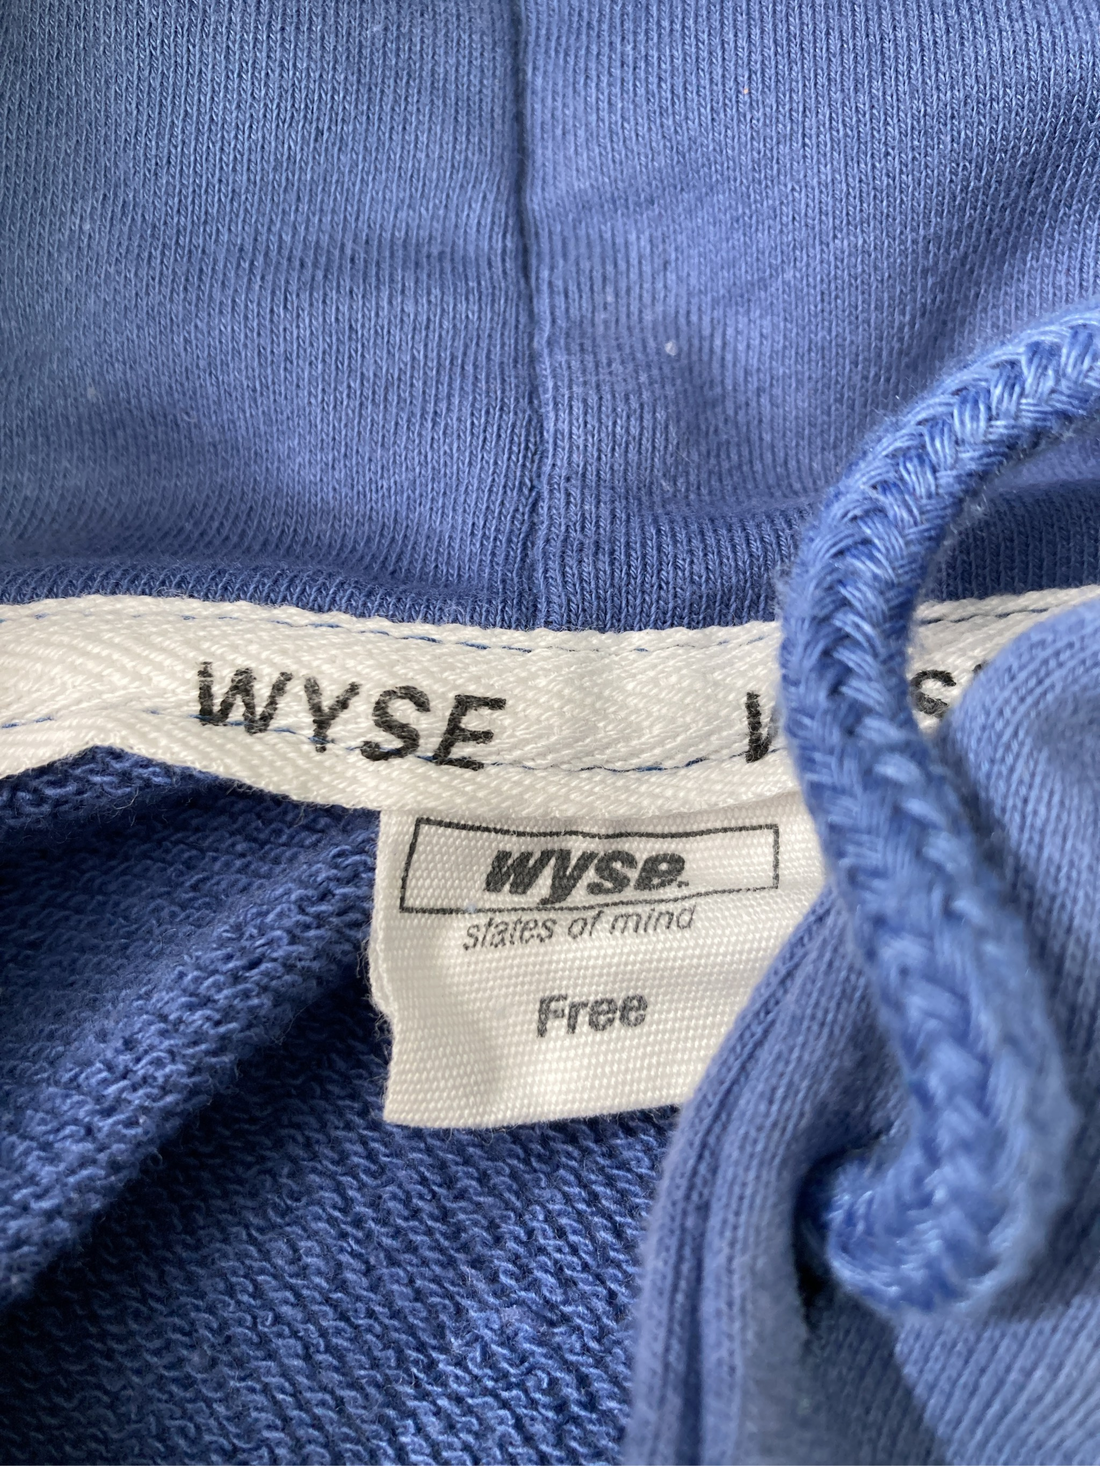 WYSE
wyse.
states of mind
Free